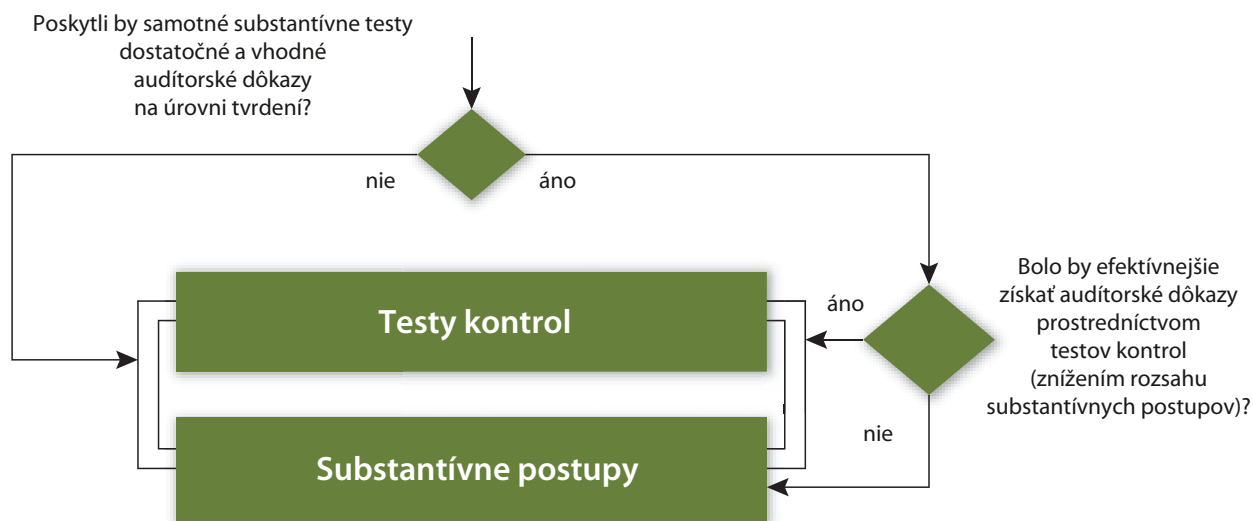 Poskytli by samotné substantívne testy
dostatočné a vhodné
audítorské dôkazy
na úrovni tvrdení?
nie
áno
Bolo by efektívnejšie
získať audítorské dôkazy
prostredníctvom
testov kontrol
(znížením rozsahu
substantívnych postupov)?
áno
nie
Testy kontrol
Substantívne postupy